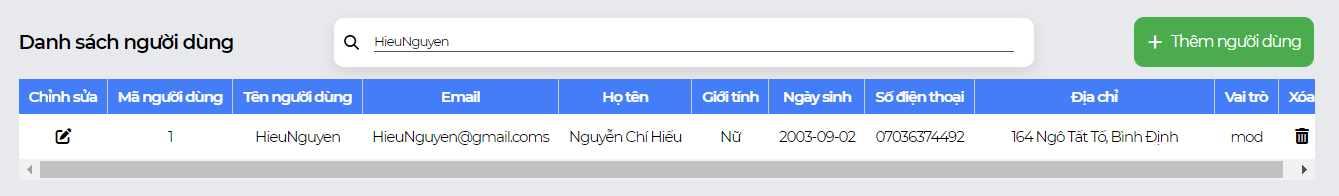 Danh sách người dùng
HieuNguyen
Thêm người dùng
Chỉnh sửa Mã người dùng Tên người dùng Email Họ tên Giới tính Ngày sinh Số điện thoại Địa chỉ Vai trò Xóa
1 HieuNguyen HieuNguyen@gmail.coms Nguyễn Chí Hiếu Nữ 2003-09-02 07036374492 164 Ngô Tất Tố, Bình Định mod